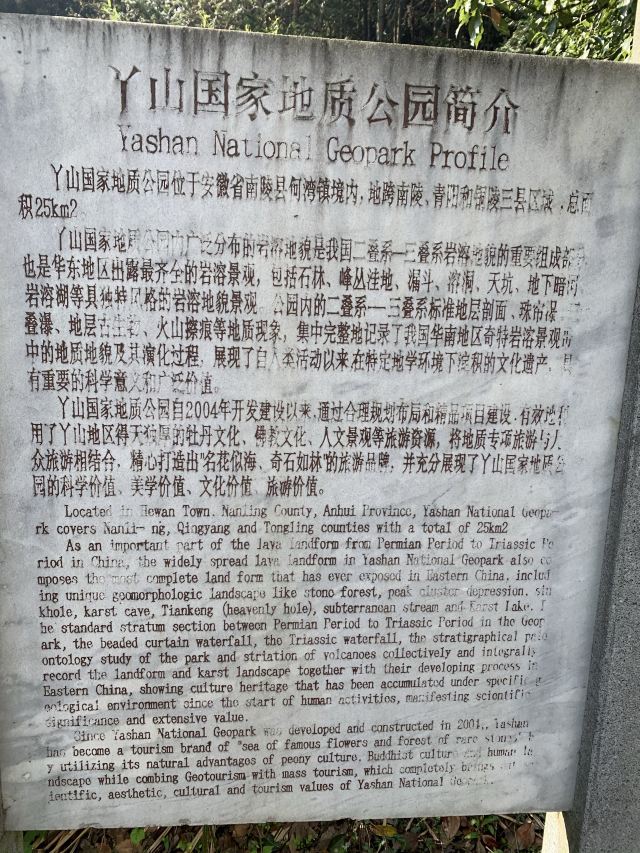 丫山国家地质公园简介
Yashan National Geopark Profile
丫山国家地质公园位于安徽省南陵县何湾镇境内，地跨南陵、青阳和铜陵三县区域，总面
积25km2
丫山国家地质公园内广泛分布的岩溶地貌是我国二叠系—三叠系岩溶地貌的重要组成部
也是华东地区出露最齐全的岩溶景观，包括石林、峰丛洼地、漏斗、溶洞、天坑、地下暗河
岩溶湖等具独特风格的岩溶地貌景观。公园内的二叠系——三叠系标准地层剖面、珠帘瀑、
叠瀑、地层古生物、火山擦痕等地质现象，集中完整地记录了我国华南地区奇特岩溶景观
中的地质地貌及其演化过程，展现了自人类活动以来在特定地学环境下淀积的文化遗产，具
有重要的科学意义和广泛价值。
丫山国家地质公园自2004年开发建设以来，通过合理规划布局和精品项目建设，有效
用了丫山地区得天独厚的牡丹文化、佛教文化、人文景观等旅游资源，将地质专项旅游与
众旅游相结合，精心打造出“名花似海、奇石如林”的旅游品牌，并充分展现了丫山国家地质公
园的科学价值、美学价值、文化价值、旅游价值。
Located in Hewan Town. Nanling County, Anhui Province, Yashan National Geopa-
rk covers Nanli- ng, Qingyang and Tongling counties with a total of 25km2
As an important part of the lava landform from Permian Period to Triassic Pe
riod in China, the widely spread lava landform in Yashan National Geopark also co
mposes the most complete land form that has ever exposed in Eastern China, includ
ing unique geomorphologic landscape like stone forest, peak cluster depression, sin
khole, karst cave, Tiankeng (heavenly hole), subterranean stream and Karst Lake. T
he standard stratum section between Permian Period to Triassic Period in the Geop
ark, the beaded curtain waterfall, the Triassic waterfall, the stratigraphical pale
ontology study of the park and striation of volcanoes collectively and integrally
record the landform and karst landscape together with their developing process in
Eastern China, showing culture heritage that has been accumulated under specific g
eological environment since the start of human activities, manifesting scientific
significance and extensive value.
Since Yashan National Geopark was developed and constructed in 2004, Yashan
has become a tourism brand of "sea of famous flowers and forest of rare stones" b
y utilizing its natural advantages of peony culture. Buddhist culture and human la
ndscape while combing Geotourism with mass tourism, which completely brings out
ientific, aesthetic, cultural and tourism values of Yashan National